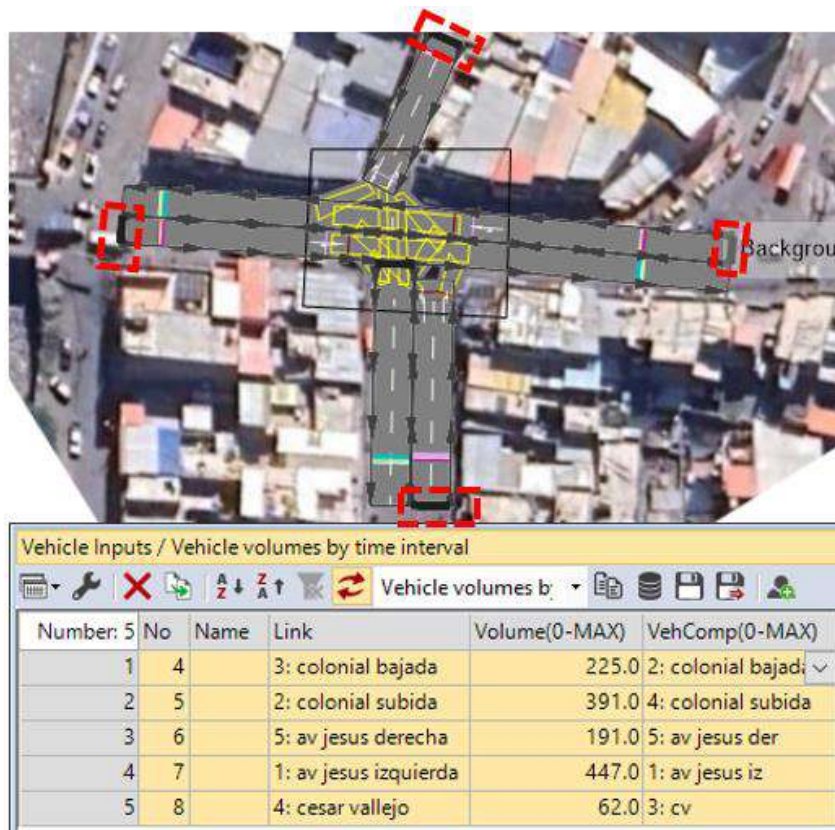 Backgrou
Vehicle Inputs / Vehicle volumes by time interval
Vehicle volumes b
Number: 5 No Name Link Volume(0-MAX) VehComp(0-MAX)
1 4 3: colonial bajada 225.0 2: colonial bajada
2 5 2: colonial subida 391.0 4: colonial subida
3 6 5: av jesus derecha 191.0 5: av jesus der
4 7 1: av jesus izquierda 447.0 1: av jesus iz
5 8 4: cesar vallejo 62.0 3: cv